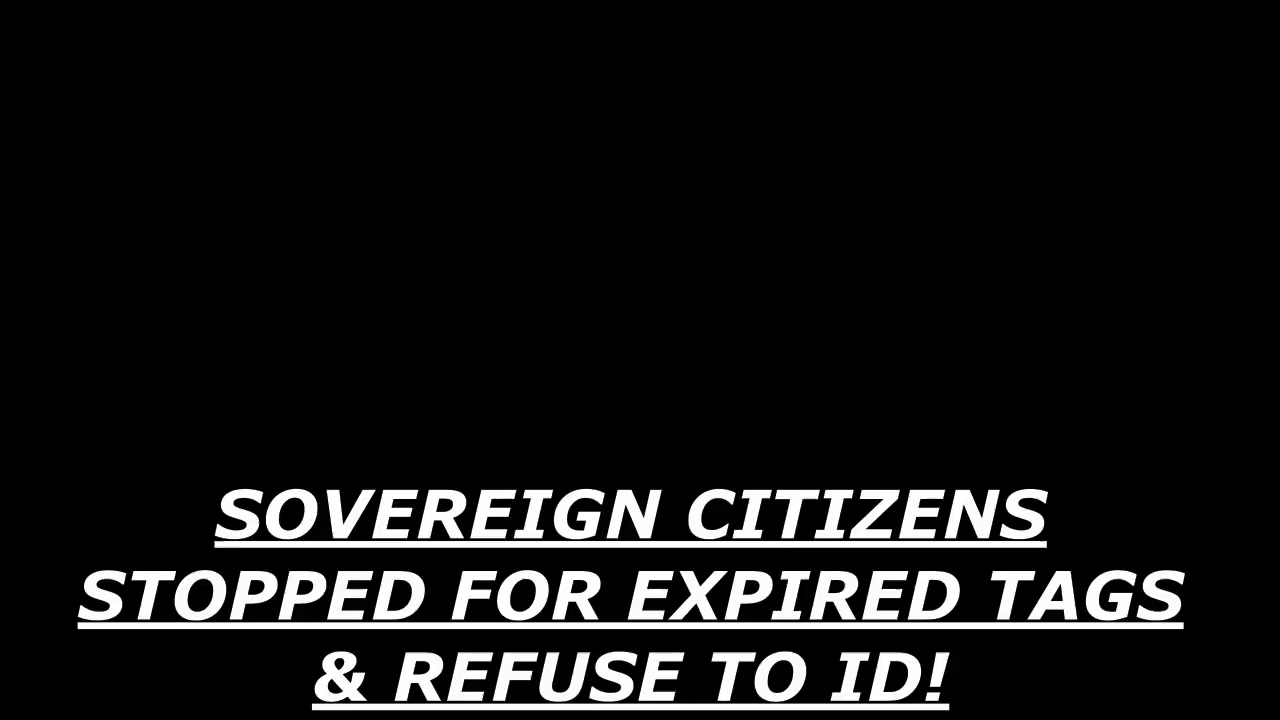 SOVEREIGN CITIZENS
STOPPED FOR EXPIRED TAGS
& REFUSE TO ID!